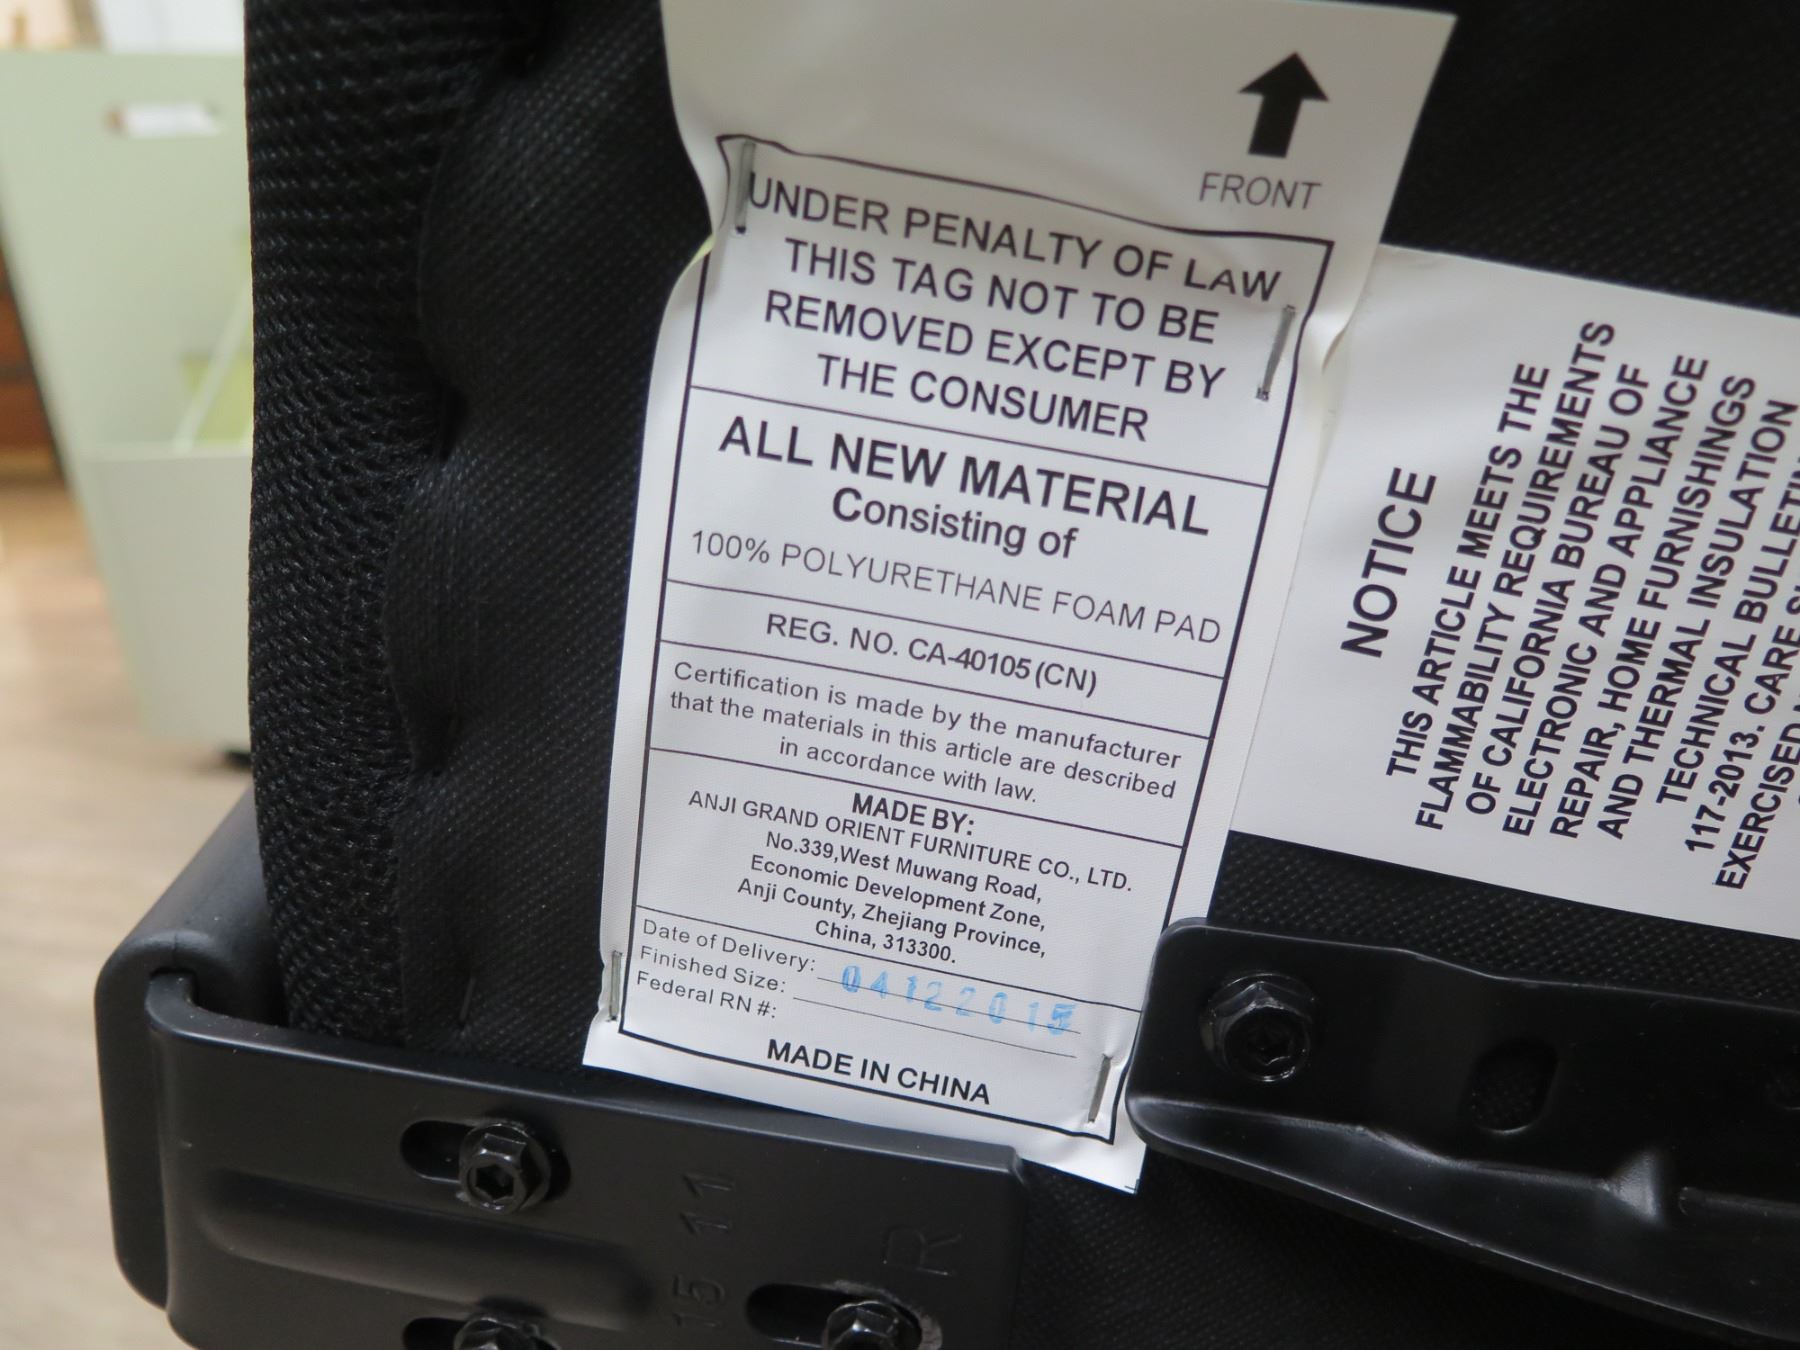 FRONT
UNDER PENALTY OF LAW
THIS TAG NOT TO BE
REMOVED EXCEPT BY
THE CONSUMER
ALL NEW MATERIAL
Consisting of
100% POLYURETHANE FOAM PAD
REG. NO. CA-40105(CN)
Certification is made by the manufacturer
that the materials in this article are described
in accordance with law.
MADE BY:
ANJI GRAND ORIENT FURNITURE CO., LTD.
No.339,West Muwang Road,
Economic Development Zone,
Anji County, Zhejiang Province,
China, 313300.
Date of Delivery: 04122015
Finished Size:
Federal RN #:
MADE IN CHINA
NOTICE
THIS ARTICLE MEETS THE
FLAMMABILITY REQUIREMENTS
OF CALIFORNIA BUREAU OF
ELECTRONIC AND APPLIANCE
REPAIR, HOME FURNISHINGS
AND THERMAL INSULATION
TECHNICAL BULLETIN
117-2013. CARE
EXERCISED
15 11
R